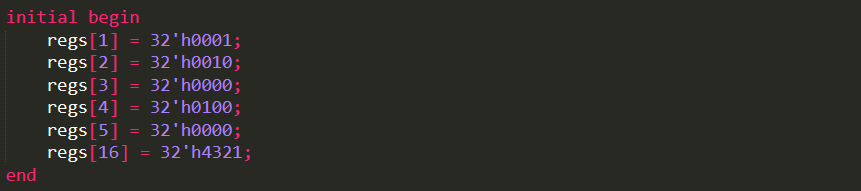 initial begin
    regs[1] = 32'h0001;
    regs[2] = 32'h0010;
    regs[3] = 32'h0000;
    regs[4] = 32'h0100;
    regs[5] = 32'h0000;
    regs[16] = 32'h4321;
end